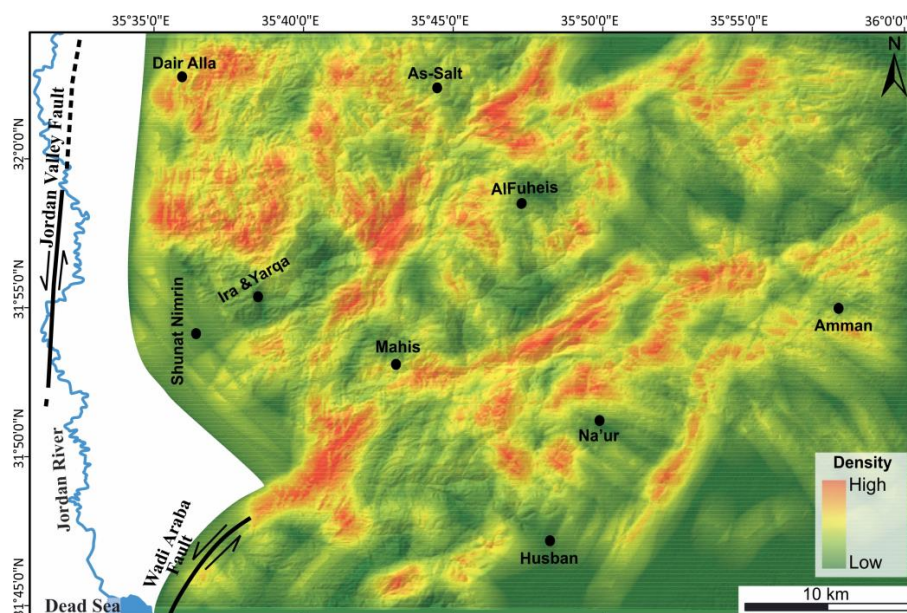 35°35'0"E 35°40'0"E 35°45'0"E 35°50'0"E 35°55'0"E 36°0'0"E
N
Dair Alla
As-Salt
32°0'0"N
Jordan Valley Fault
AlFuheis
Ira &Yarqa
31°55'0"N
Shunat Nimrin
Amman
Mahis
Na'ur
31°50'0"N
Jordan River
Density
High
Low
Wadi Araba
Fault
Husban
31°45'0"N
Dead Sea
10 km